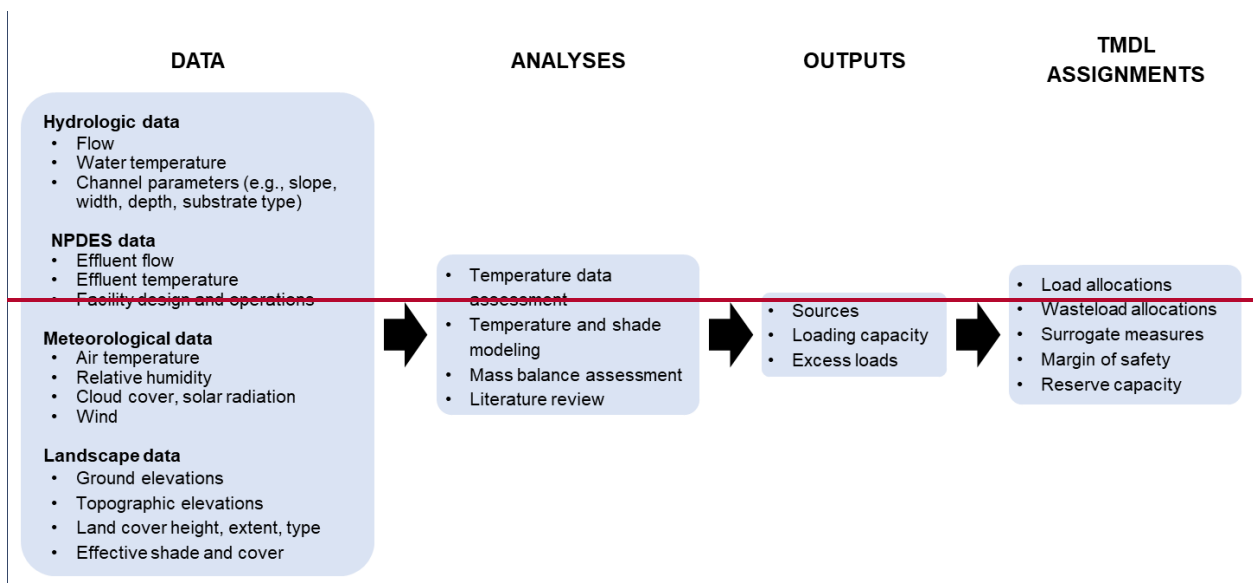 DATA
Hydrologic data
• Flow
• Water temperature
• Channel parameters (e.g., slope,
width, depth, substrate type)
NPDES data
• Effluent flow
• Effluent temperature
• Facility design and operations
Meteorological data
• Air temperature
• Relative humidity
• Cloud cover, solar radiation
• Wind
Landscape data
• Ground elevations
• Topographic elevations
• Land cover height, extent, type
• Effective shade and cover
ANALYSES
• Temperature data
assessment
• Temperature and shade
modeling
• Mass balance assessment
• Literature review
OUTPUTS
• Sources
• Loading capacity
• Excess loads
TMDL
ASSIGNMENTS
• Load allocations
• Wasteload allocations
• Surrogate measures
• Margin of safety
• Reserve capacity